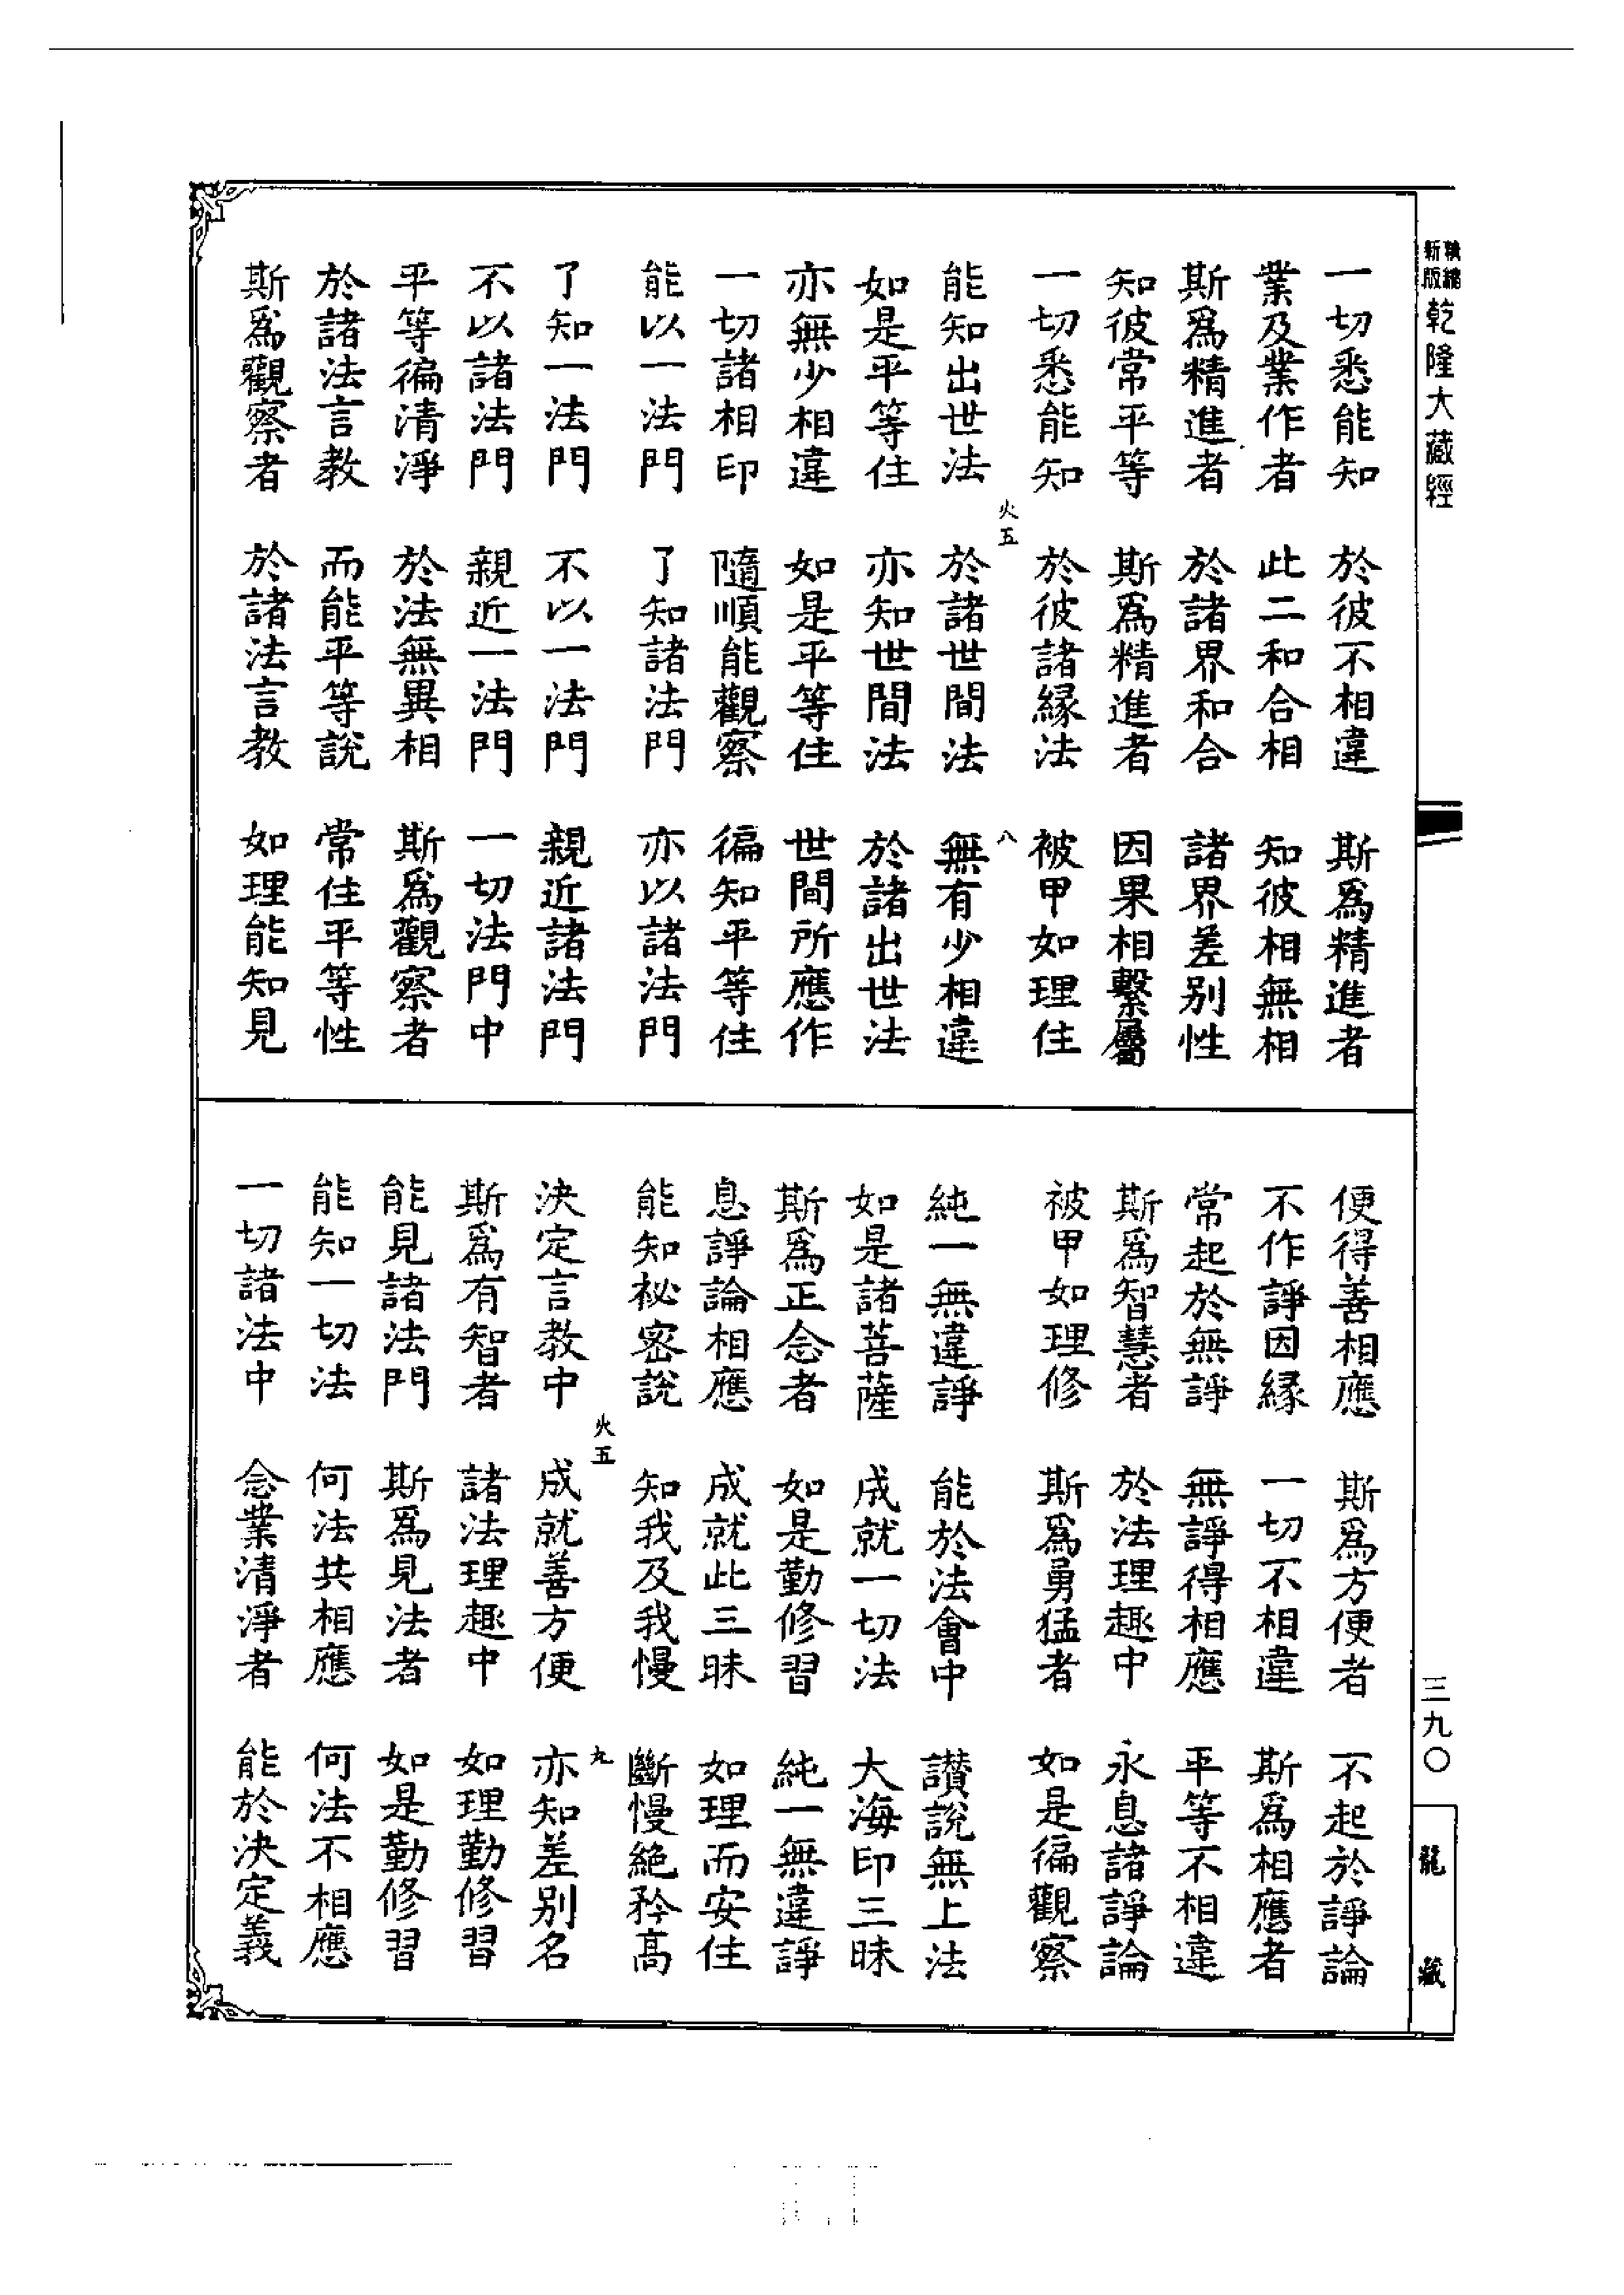 新版精縮乾隆大藏經
一切悉能知　於彼不相違　斯爲精進者
業及業作者　此二和合相　知彼相無相
斯爲精進者　於諸界和合　諸界差别性
知彼常平等　斯爲精進者　因果相繫屬
一切悉能知　於彼諸緣法　被甲如理住
火五　八
能知出世法　於諸世間法　無有少相違
如是平等住　亦知世間法　於諸出世法
亦無少相違　如是平等住　世間所應作
一切諸相印　隨順能觀察　徧知平等住
能以一法門　了知諸法門　亦以諸法門
了知一法門　不以一法門　親近諸法門
不以諸法門　親近一法門　一切法門中
平等徧清淨　於法無異相　斯爲觀察者
於諸法言教　而能平等說　常住平等性
斯爲觀察者　於諸法言教　如理能知見
便得善相應　斯爲方便者　不起於諍論
不作諍因緣　一切不相違　斯爲相應者
常起於無諍　無諍得相應　平等不相違
斯爲智慧者　於法理趣中　永息諸諍論
被甲如理修　斯爲勇猛者　如是徧觀察
純一無違諍　能於法會中　讃說無上法
如是諸菩薩　成就一切法　大海印三昧
斯爲正念者　如是勤修習　純一無違諍
息諍論相應　成就此三昧　如理而安住
能知祕密說　知我及我慢　斷慢絕矜高
火五　九
決定言教中　成就善方便　亦知差别名
斯爲有智者　諸法理趣中　如理勤修習
能見諸法門　斯爲見法者　如是勤修習
能知一切法　何法共相應　何法不相應
一切諸法中　念業清淨者　能於決定義
三九〇
龍藏